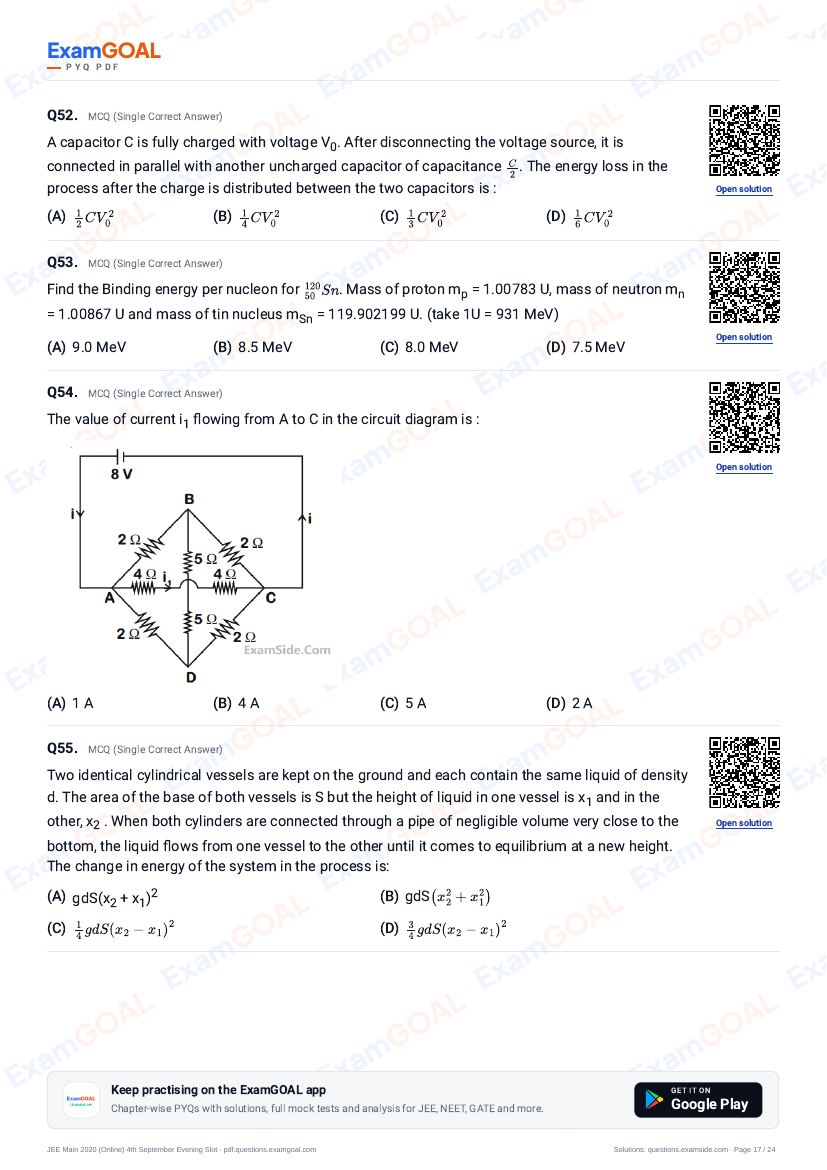 ExamGOAL
PYQ PDF
Q52. MCQ (Single Correct Answer)
A capacitor C is fully charged with voltage V0. After disconnecting the voltage source, it is
connected in parallel with another uncharged capacitor of capacitance C/2. The energy loss in the
process after the charge is distributed between the two capacitors is :
Open solution
(A) 1/2 CV0^2 (B) 1/4 CV0^2 (C) 1/3 CV0^2 (D) 1/6 CV0^2
Q53. MCQ (Single Correct Answer)
Find the Binding energy per nucleon for ^120_50 Sn. Mass of proton mp = 1.00783 U, mass of neutron mn
= 1.00867 U and mass of tin nucleus mSn = 119.902199 U. (take 1U = 931 MeV)
Open solution
(A) 9.0 MeV (B) 8.5 MeV (C) 8.0 MeV (D) 7.5 MeV
Q54. MCQ (Single Correct Answer)
The value of current i1 flowing from A to C in the circuit diagram is :
Open solution
8 V
B
i
i
2 Ω
2 Ω
5 Ω
4 Ω i1 4 Ω
A
C
5 Ω
2 Ω
2 Ω
ExamSide.Com
D
(A) 1 A (B) 4 A (C) 5 A (D) 2 A
Q55. MCQ (Single Correct Answer)
Two identical cylindrical vessels are kept on the ground and each contain the same liquid of density
d. The area of the base of both vessels is S but the height of liquid in one vessel is x1 and in the
other, x2 . When both cylinders are connected through a pipe of negligible volume very close to the
bottom, the liquid flows from one vessel to the other until it comes to equilibrium at a new height.
The change in energy of the system in the process is:
Open solution
(A) gdS(x2 + x1)^2 (B) gdS(x2^2 + x1^2)
(C) 1/4 gdS(x2 − x1)^2 (D) 3/4 gdS(x2 − x1)^2
ExamGOAL
Keep practising on the ExamGOAL app
Chapter-wise PYQs with solutions, full mock tests and analysis for JEE, NEET, GATE and more.
GET IT ON
Google Play
JEE Main 2020 (Online) 4th September Evening Slot · pdf.questions.examgoal.com
Solutions: questions.examside.com · Page 17 / 24